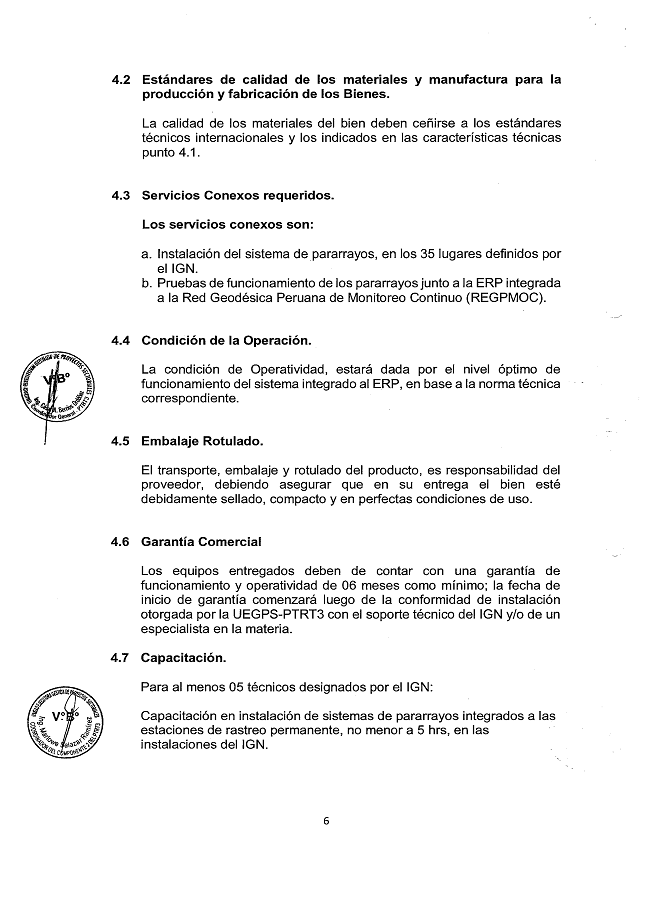 4.2 Estándares de calidad de los materiales y manufactura para la
producción y fabricación de los Bienes.
La calidad de los materiales del bien deben ceñirse a los estándares
técnicos internacionales y los indicados en las características técnicas
punto 4.1.
4.3 Servicios Conexos requeridos.
Los servicios conexos son:
a. Instalación del sistema de pararrayos, en los 35 lugares definidos por
el IGN.
b. Pruebas de funcionamiento de los pararrayos junto a la ERP integrada
a la Red Geodésica Peruana de Monitoreo Continuo (REGPMOC).
4.4 Condición de la Operación.
La condición de Operatividad, estará dada por el nivel óptimo de
funcionamiento del sistema integrado al ERP, en base a la norma técnica
correspondiente.
V°B°
4.5 Embalaje Rotulado.
El transporte, embalaje y rotulado del producto, es responsabilidad del
proveedor, debiendo asegurar que en su entrega el bien esté
debidamente sellado, compacto y en perfectas condiciones de uso.
4.6 Garantía Comercial
Los equipos entregados deben de contar con una garantía de
funcionamiento y operatividad de 06 meses como mínimo; la fecha de
inicio de garantía comenzará luego de la conformidad de instalación
otorgada por la UEGPS-PTRT3 con el soporte técnico del IGN y/o de un
especialista en la materia.
4.7 Capacitación.
Para al menos 05 técnicos designados por el IGN:
Capacitación en instalación de sistemas de pararrayos integrados a las
estaciones de rastreo permanente, no menor a 5 hrs, en las
instalaciones del IGN.
V°B°
Salazar Ramírez
6